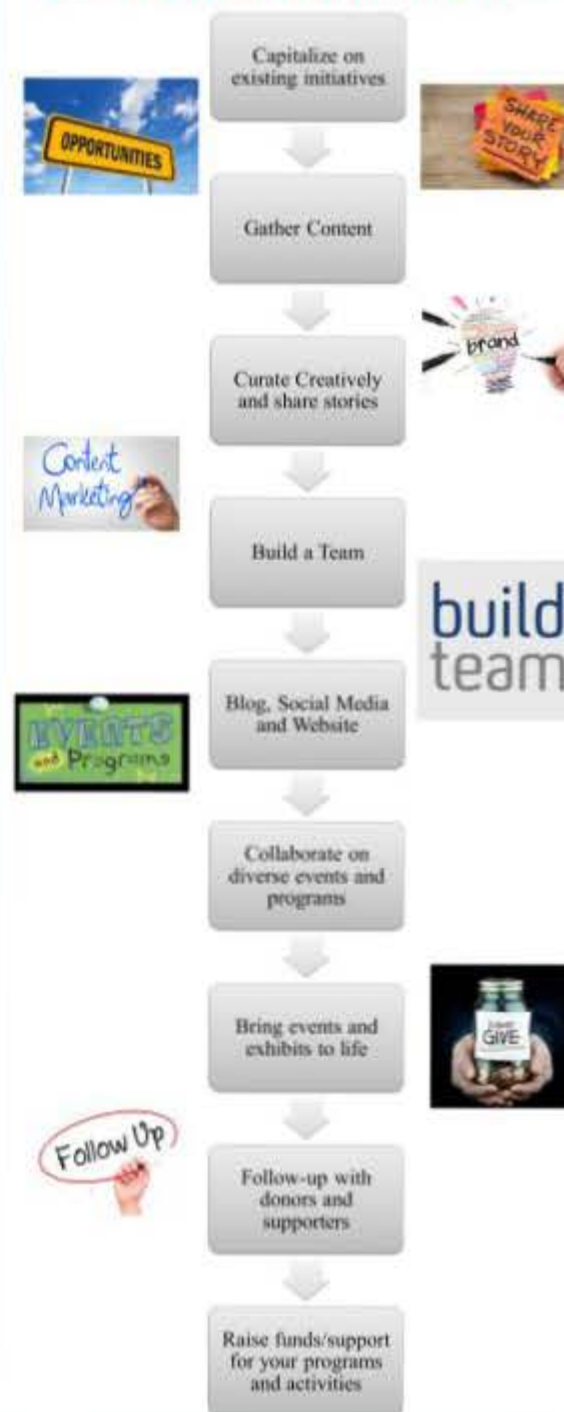 Capitalize on
existing initiatives
OPPORTUNITIES
SHARE
YOUR
STORY
Gather Content
brand
Curate Creatively
and share stories
Content
Marketing
Build a Team
build
team
Blog, Social Media
and Website
EVENTS
and Programs
Collaborate on
diverse events and
programs
Bring events and
exhibits to life
GIVE
Follow Up
Follow-up with
donors and
supporters
Raise funds/support
for your programs
and activities